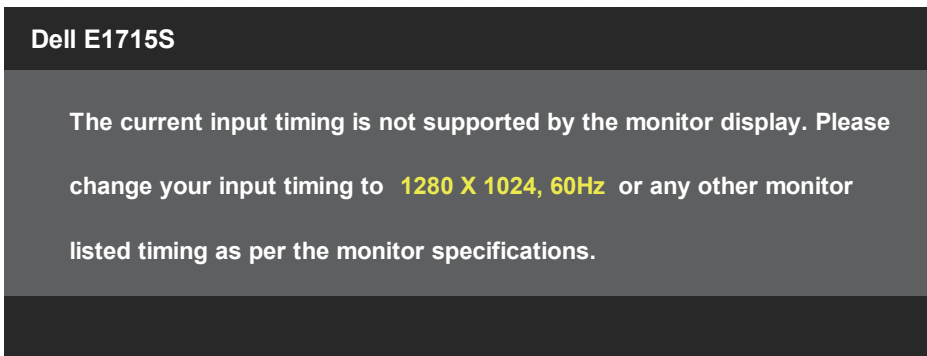 Dell E1715S
The current input timing is not supported by the monitor display. Please
change your input timing to 1280 X 1024, 60Hz or any other monitor
listed timing as per the monitor specifications.